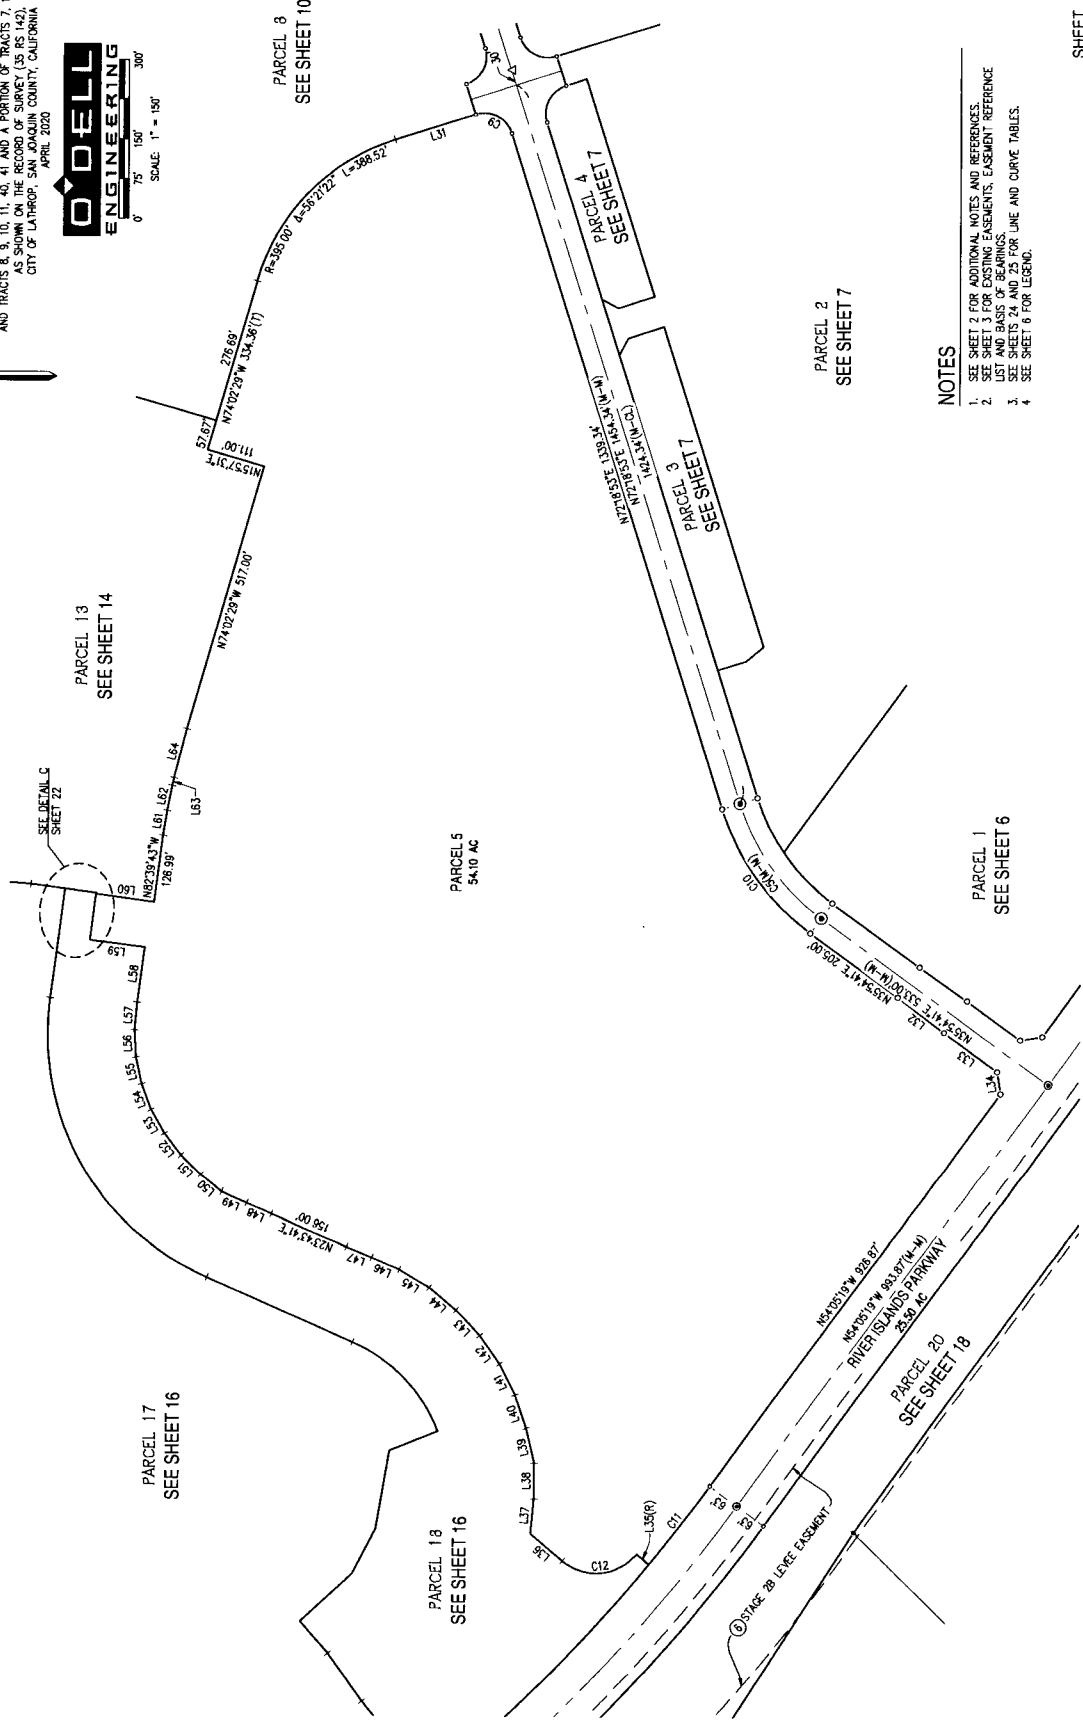 AND TRACTS 8, 9, 10, 11, 40, 41 AND A PORTION OF TRACTS 7,
AS SHOWN ON THE RECORD OF SURVEY (35 RS 142),
CITY OF LATHROP, SAN JOAQUIN COUNTY, CALIFORNIA
APRIL 2020
O'DELL
ENGINEERING
0' 75' 150' 300'
SCALE: 1" = 150'
PARCEL 8
SEE SHEET 10
PARCEL 13
SEE SHEET 14
SEE DETAIL C
SHEET 22
PARCEL 17
SEE SHEET 16
PARCEL 18
SEE SHEET 16
PARCEL 5
54.10 AC
PARCEL 4
SEE SHEET 7
PARCEL 3
SEE SHEET 7
PARCEL 2
SEE SHEET 7
PARCEL 1
SEE SHEET 6
PARCEL 20
SEE SHEET 18
57.67'
276.69'
N74°02'29"W 334.36'(T)
R=395.00' Δ=56°21'22" L=388.52'
L31
C9
30'
N15°57'31"E
111.00'
N74°02'29"W 517.00'
L64
L63
L62
L61
N82°39'43"W
126.99'
L60
L59
L58
L57
L56
L55
L54
L53
L52
L51
L50
L49
L48
N23°43'41"E
156.00'
L47
L46
L45
L44
L43
L42
L41
L40
L39
L38
L37
L36
C12
L35(R)
C11
N72°18'53"E 1339.34'
N72°18'53"E 1454.34'(M-M)
1424.34'(M-CL)
C10
C5(M-M)
N35°54'41"E 205.00'
N35°54'41"E 533.00'(M-M)
L32
L33
L34
N54°05'19"W 926.87'
N54°05'19"W 993.87'(M-M)
RIVER ISLANDS PARKWAY
25.50 AC
63'
61'
6 STAGE 2B LEVEE EASEMENT
NOTES
1. SEE SHEET 2 FOR ADDITIONAL NOTES AND REFERENCES.
2. SEE SHEET 3 FOR EXISTING EASEMENTS, EASEMENT REFERENCE
LIST AND BASIS OF BEARINGS.
3. SEE SHEETS 24 AND 25 FOR LINE AND CURVE TABLES.
4 SEE SHEET 6 FOR LEGEND.
SHEET